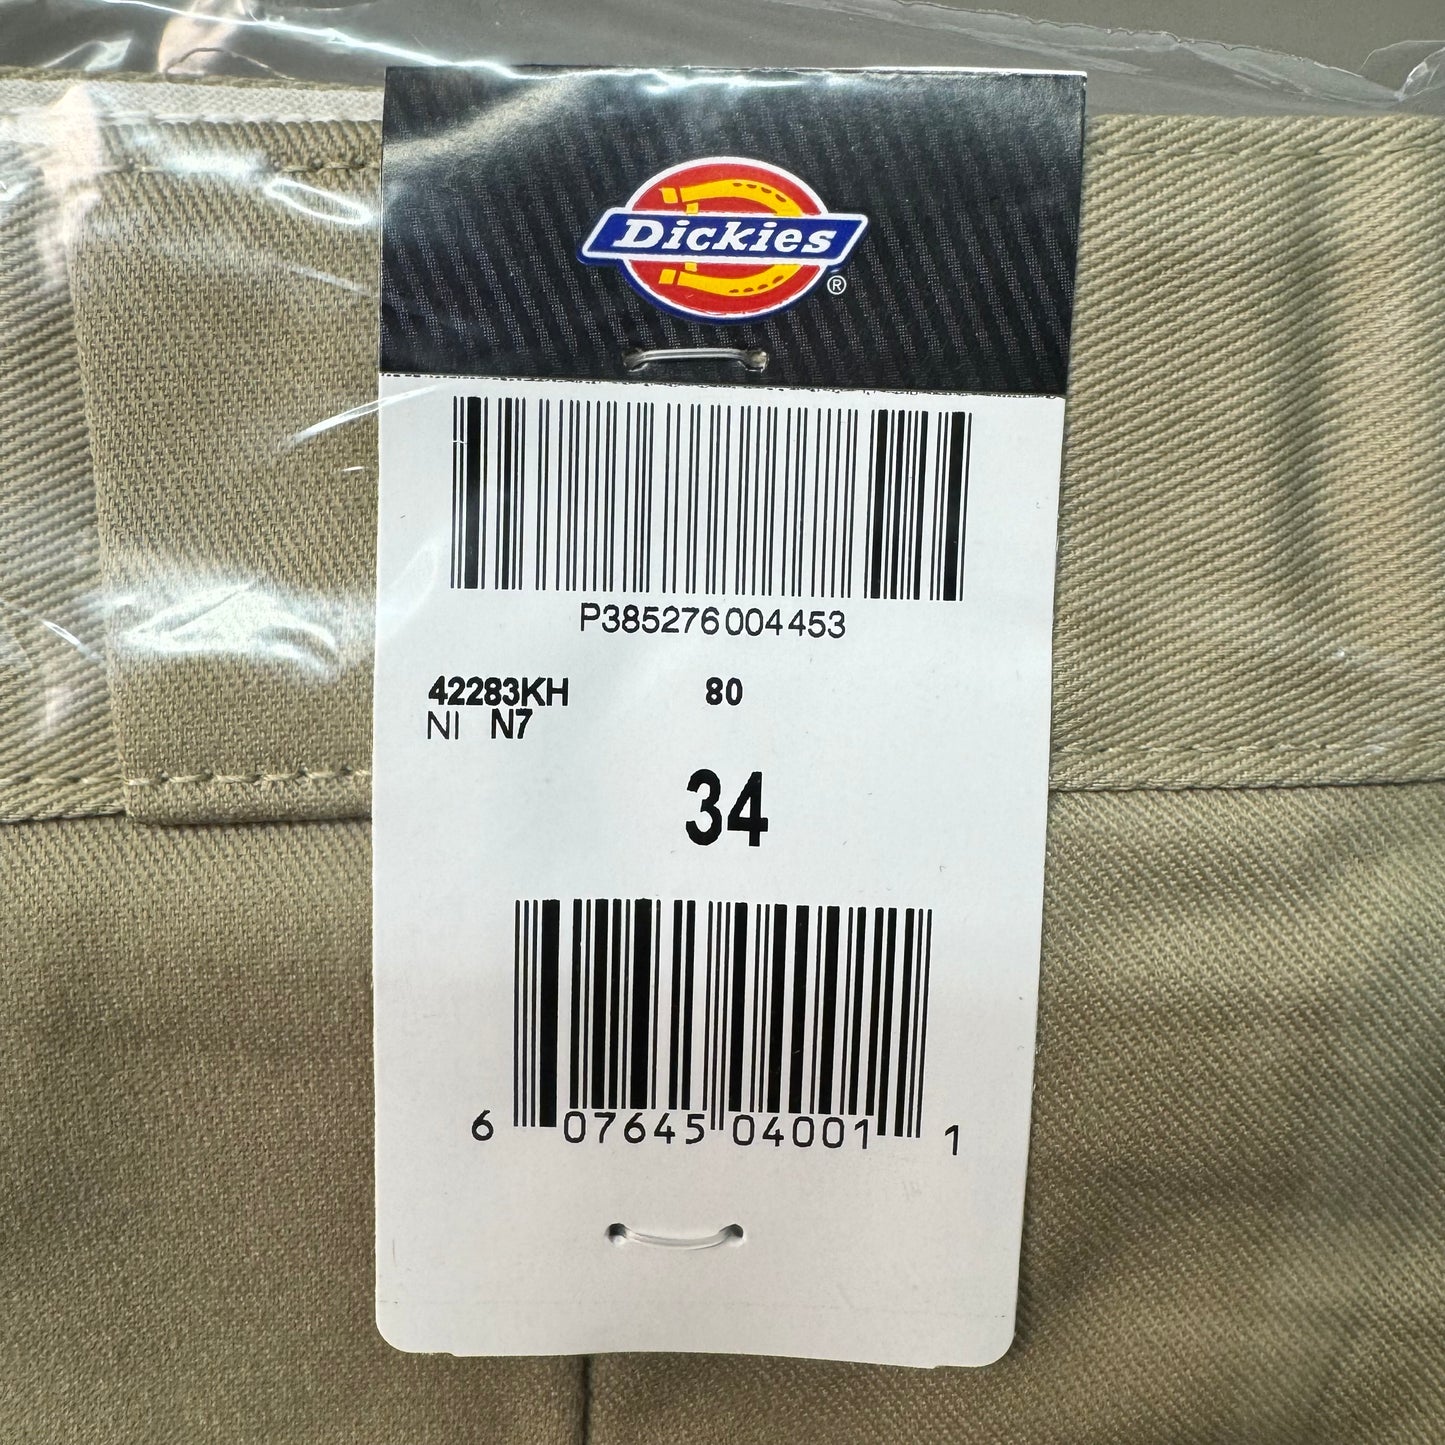 Dickies
®
P385276004453
42283KH 80
NI N7
34
6 07645 04001 1